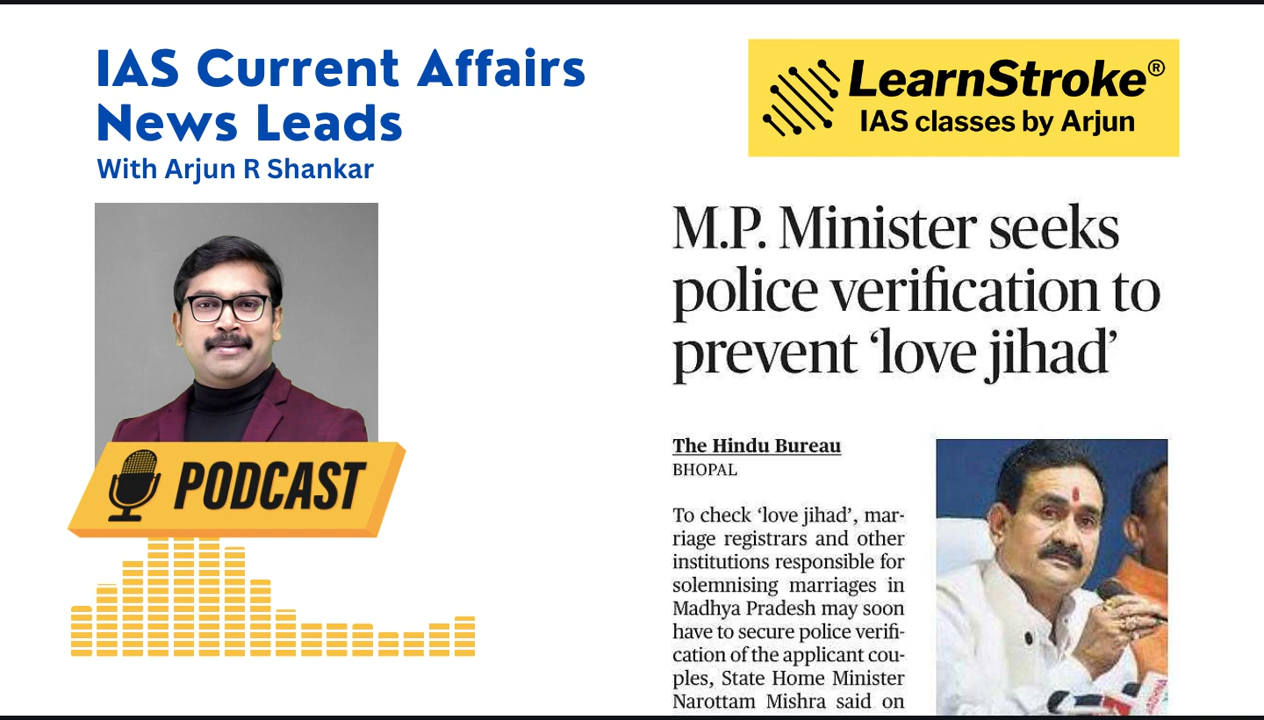 IAS Current Affairs
News Leads
With Arjun R Shankar
PODCAST
LearnStroke®
IAS classes by Arjun
M.P. Minister seeks
police verification to
prevent ‘love jihad’
The Hindu Bureau
BHOPAL
To check ‘love jihad’, mar-
riage registrars and other
institutions responsible for
solemnising marriages in
Madhya Pradesh may soon
have to secure police verifi-
cation of the applicant cou-
ples, State Home Minister
Narottam Mishra said on